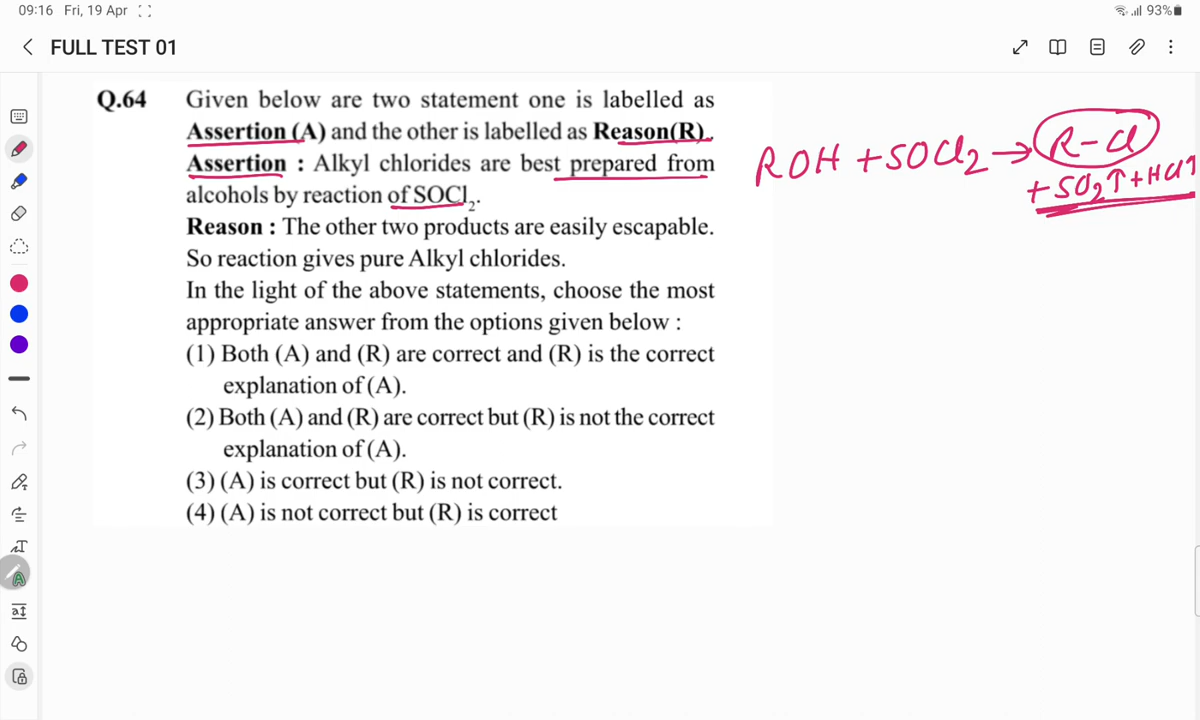 09:16 Fri, 19 Apr
93%
FULL TEST 01
Q.64 Given below are two statement one is labelled as
Assertion (A) and the other is labelled as Reason(R).
Assertion : Alkyl chlorides are best prepared from
alcohols by reaction of SOCl₂.
Reason : The other two products are easily escapable.
So reaction gives pure Alkyl chlorides.
In the light of the above statements, choose the most
appropriate answer from the options given below :
(1) Both (A) and (R) are correct and (R) is the correct
explanation of (A).
(2) Both (A) and (R) are correct but (R) is not the correct
explanation of (A).
(3) (A) is correct but (R) is not correct.
(4) (A) is not correct but (R) is correct
ROH + SOCl₂ → R-Cl
+ SO₂↑ + HCl↑